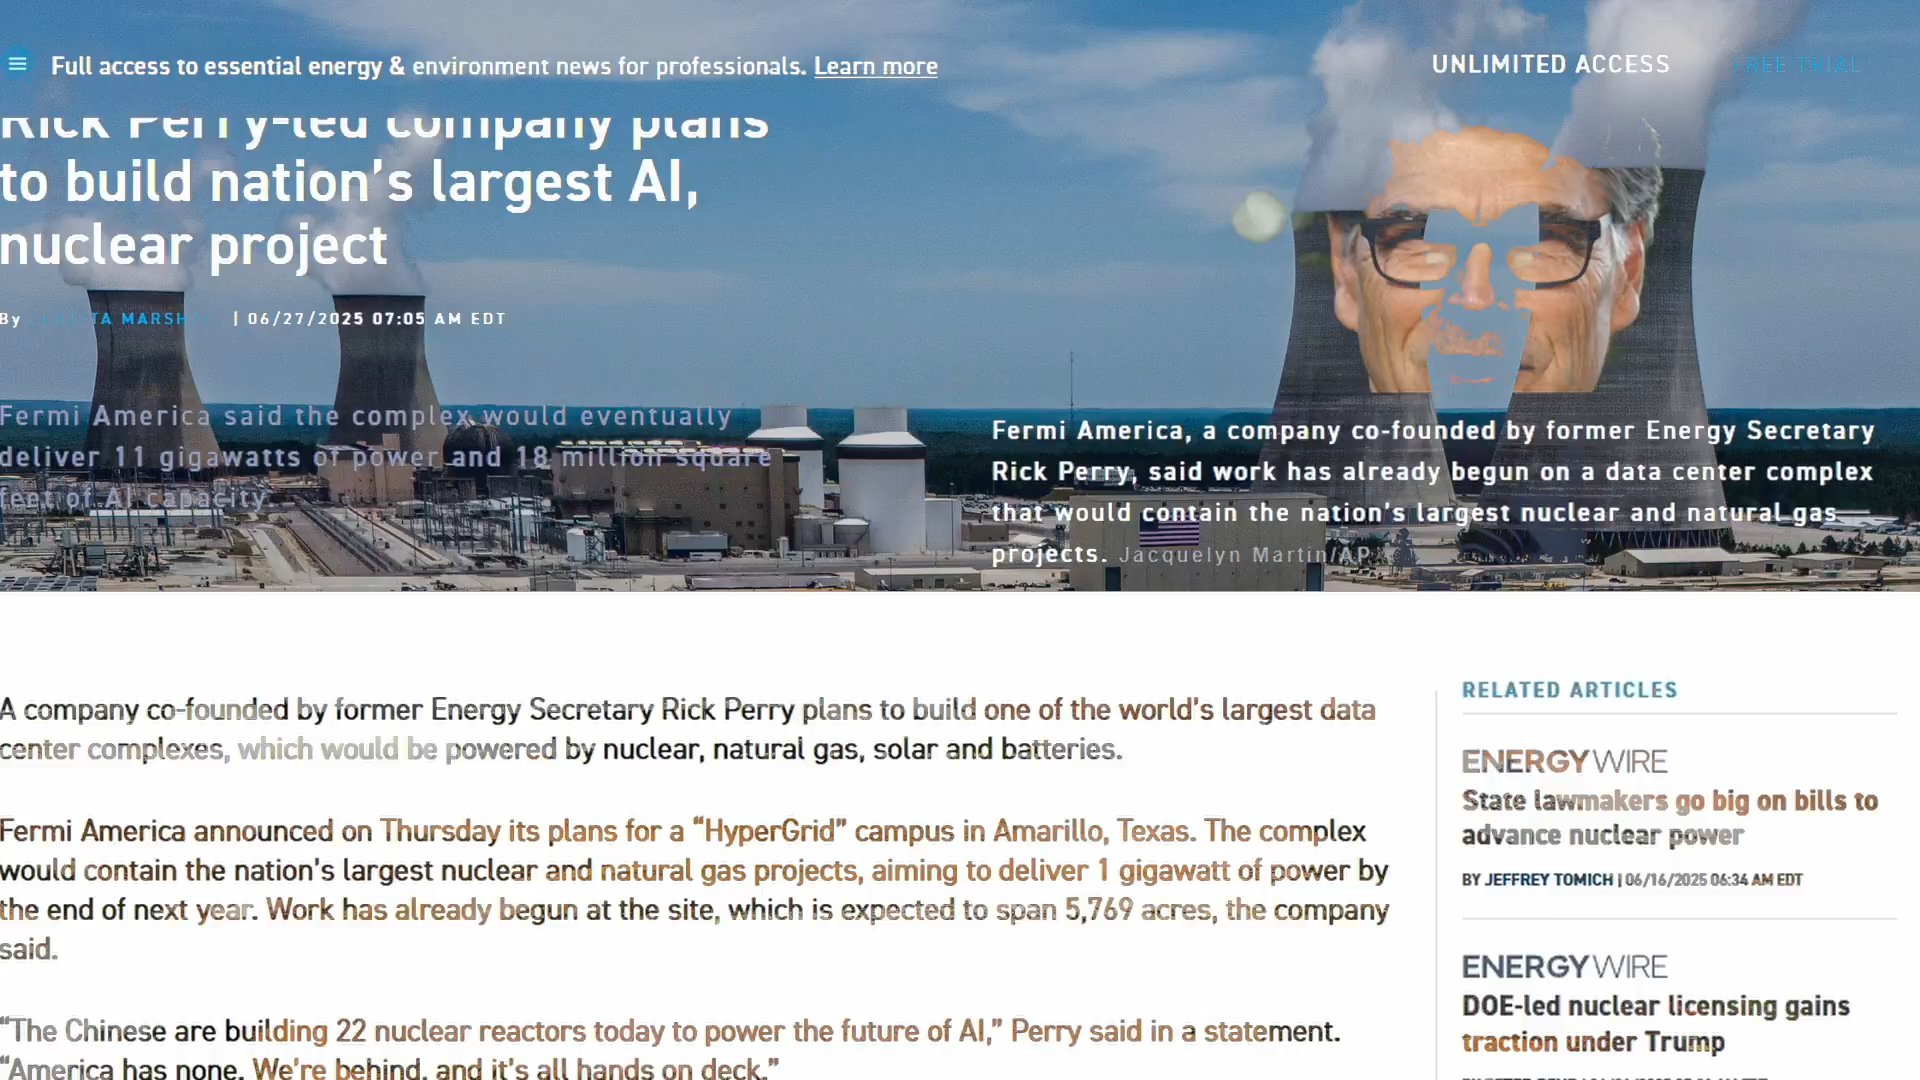 Full access to essential energy & environment news for professionals. Learn more
UNLIMITED ACCESS
FREE TRIAL
Rick Perry-led company plans
to build nation's largest AI,
nuclear project
By TA MARSH | 06/27/2025 07:05 AM EDT
Fermi America said the complex would eventually
deliver 11 gigawatts of power and 18 million square
feet of AI capacity.
Fermi America, a company co-founded by former Energy Secretary
Rick Perry, said work has already begun on a data center complex
that would contain the nation's largest nuclear and natural gas
projects. Jacquelyn Martin/AP
A company co-founded by former Energy Secretary Rick Perry plans to build one of the world's largest data
center complexes, which would be powered by nuclear, natural gas, solar and batteries.
Fermi America announced on Thursday its plans for a “HyperGrid” campus in Amarillo, Texas. The complex
would contain the nation's largest nuclear and natural gas projects, aiming to deliver 1 gigawatt of power by
the end of next year. Work has already begun at the site, which is expected to span 5,769 acres, the company
said.
“The Chinese are building 22 nuclear reactors today to power the future of AI,” Perry said in a statement.
“America has none. We're behind, and it's all hands on deck.”
RELATED ARTICLES
ENERGYWIRE
State lawmakers go big on bills to
advance nuclear power
BY JEFFREY TOMICH | 06/16/2025 06:34 AM EDT
ENERGYWIRE
DOE-led nuclear licensing gains
traction under Trump